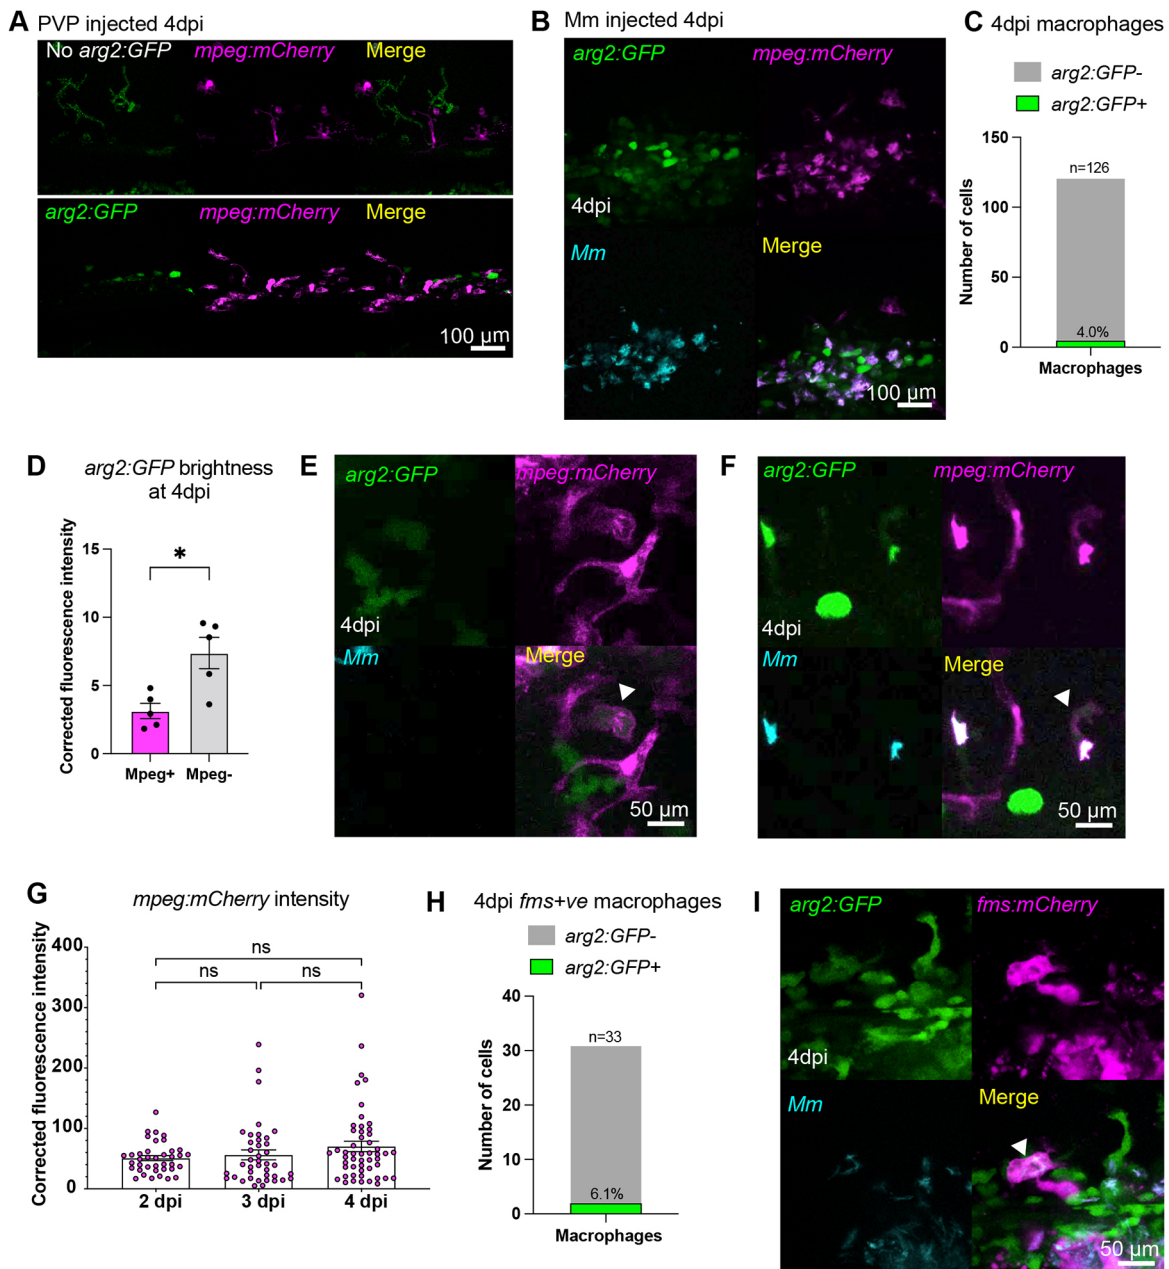 A PVP injected 4dpi
No arg2:GFP mpeg:mCherry Merge
arg2:GFP mpeg:mCherry Merge
100 µm
B Mm injected 4dpi
arg2:GFP mpeg:mCherry
4dpi
Mm Merge
100 µm
C 4dpi macrophages
arg2:GFP-
arg2:GFP+
150
100
50
0
Number of cells
n=126
4.0%
Macrophages
D arg2:GFP brightness
at 4dpi
Corrected fluorescence intensity
15
10
5
0
*
Mpeg+ Mpeg-
E
arg2:GFP mpeg:mCherry
4dpi
Mm Merge
50 µm
F
arg2:GFP mpeg:mCherry
4dpi
Mm Merge
50 µm
G mpeg:mCherry intensity
Corrected fluorescence intensity
400
300
200
100
0
ns
ns ns
2 dpi 3 dpi 4 dpi
H 4dpi fms+ve macrophages
arg2:GFP-
arg2:GFP+
40
30
20
10
0
Number of cells
n=33
6.1%
Macrophages
I
arg2:GFP fms:mCherry
4dpi
Mm Merge
50 µm